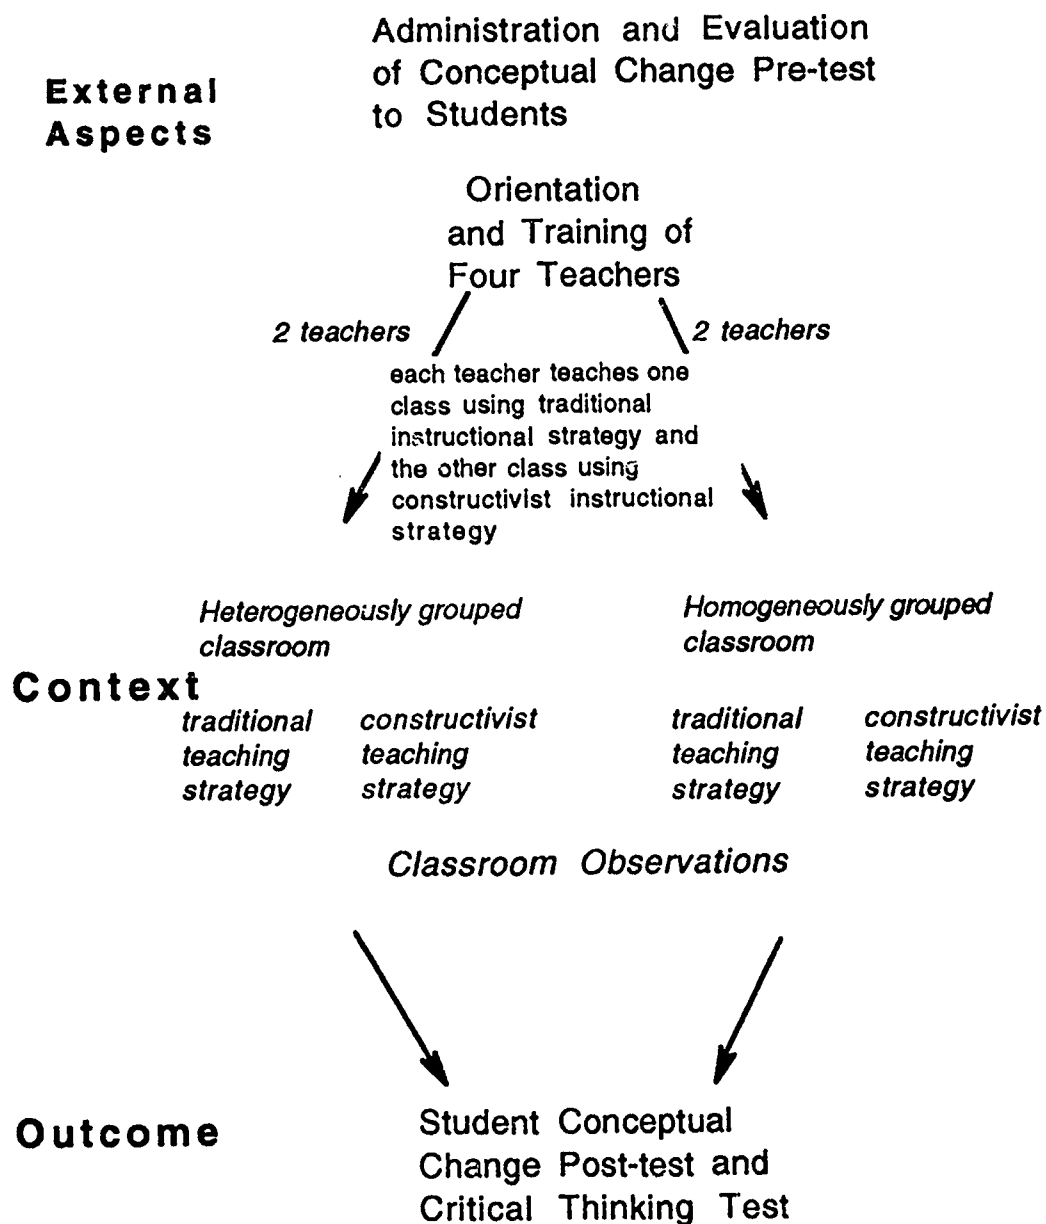 Administration and Evaluation
of Conceptual Change Pre-test
to Students
External
Aspects
Orientation
and Training of
Four Teachers
2 teachers
2 teachers
each teacher teaches one
class using traditional
instructional strategy and
the other class using
constructivist instructional
strategy
Heterogeneously grouped
classroom
Homogeneously grouped
classroom
Context
traditional
teaching
strategy
constructivist
teaching
strategy
traditional
teaching
strategy
constructivist
teaching
strategy
Classroom Observations
Outcome
Student Conceptual
Change Post-test and
Critical Thinking Test